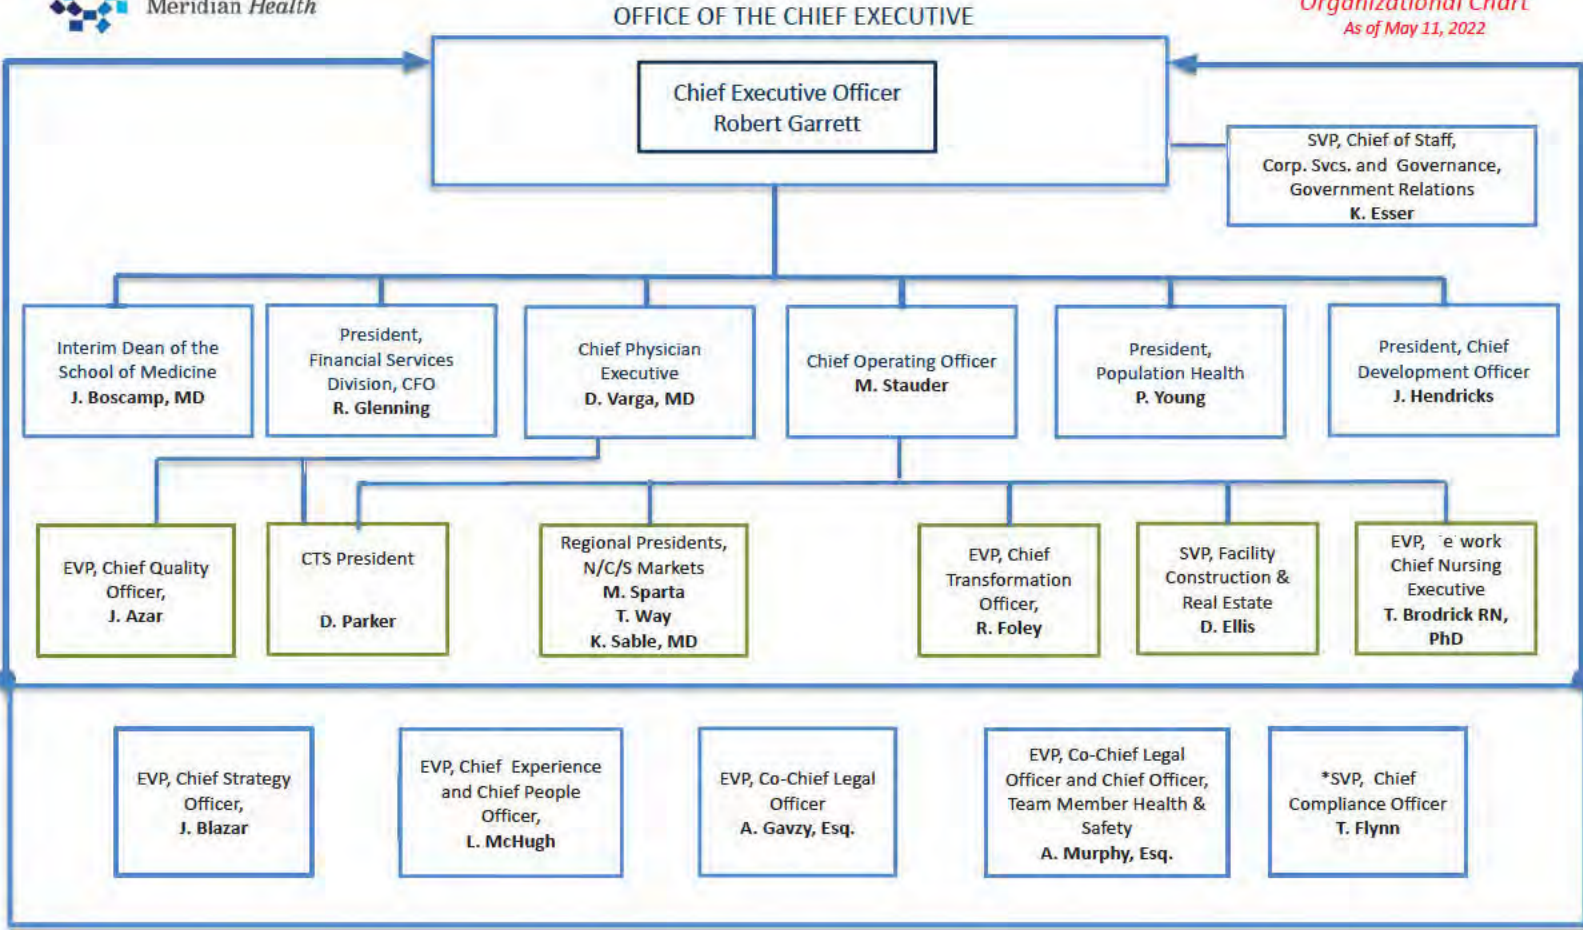 Meridian Health
OFFICE OF THE CHIEF EXECUTIVE
Organizational Chart
As of May 11, 2022
Chief Executive Officer
Robert Garrett
SVP, Chief of Staff,
Corp. Svcs. and Governance,
Government Relations
K. Esser
Interim Dean of the
School of Medicine
J. Boscamp, MD
President,
Financial Services
Division, CFO
R. Glenning
Chief Physician
Executive
D. Varga, MD
Chief Operating Officer
M. Stauder
President,
Population Health
P. Young
President, Chief
Development Officer
J. Hendricks
EVP, Chief Quality
Officer,
J. Azar
CTS President
D. Parker
Regional Presidents,
N/C/S Markets
M. Sparta
T. Way
K. Sable, MD
EVP, Chief
Transformation
Officer,
R. Foley
SVP, Facility
Construction &
Real Estate
D. Ellis
EVP, e work
Chief Nursing
Executive
T. Brodrick RN,
PhD
EVP, Chief Strategy
Officer,
J. Blazar
EVP, Chief Experience
and Chief People
Officer,
L. McHugh
EVP, Co-Chief Legal
Officer
A. Gavzy, Esq.
EVP, Co-Chief Legal
Officer and Chief Officer,
Team Member Health &
Safety
A. Murphy, Esq.
*SVP, Chief
Compliance Officer
T. Flynn